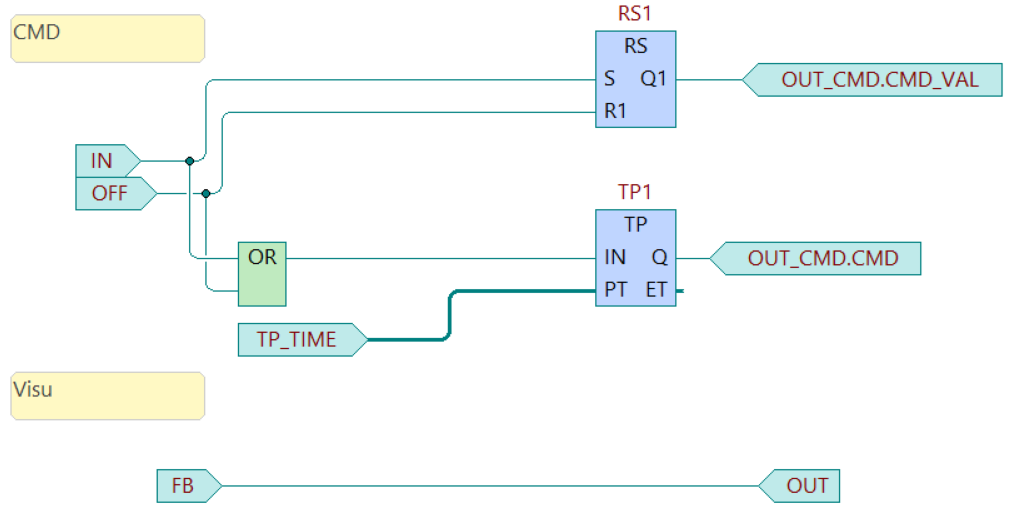 CMD
RS1
RS
S Q1
R1
OUT_CMD.CMD_VAL
IN
OFF
TP1
TP
IN Q
PT ET
OR
OUT_CMD.CMD
TP_TIME
Visu
FB
OUT